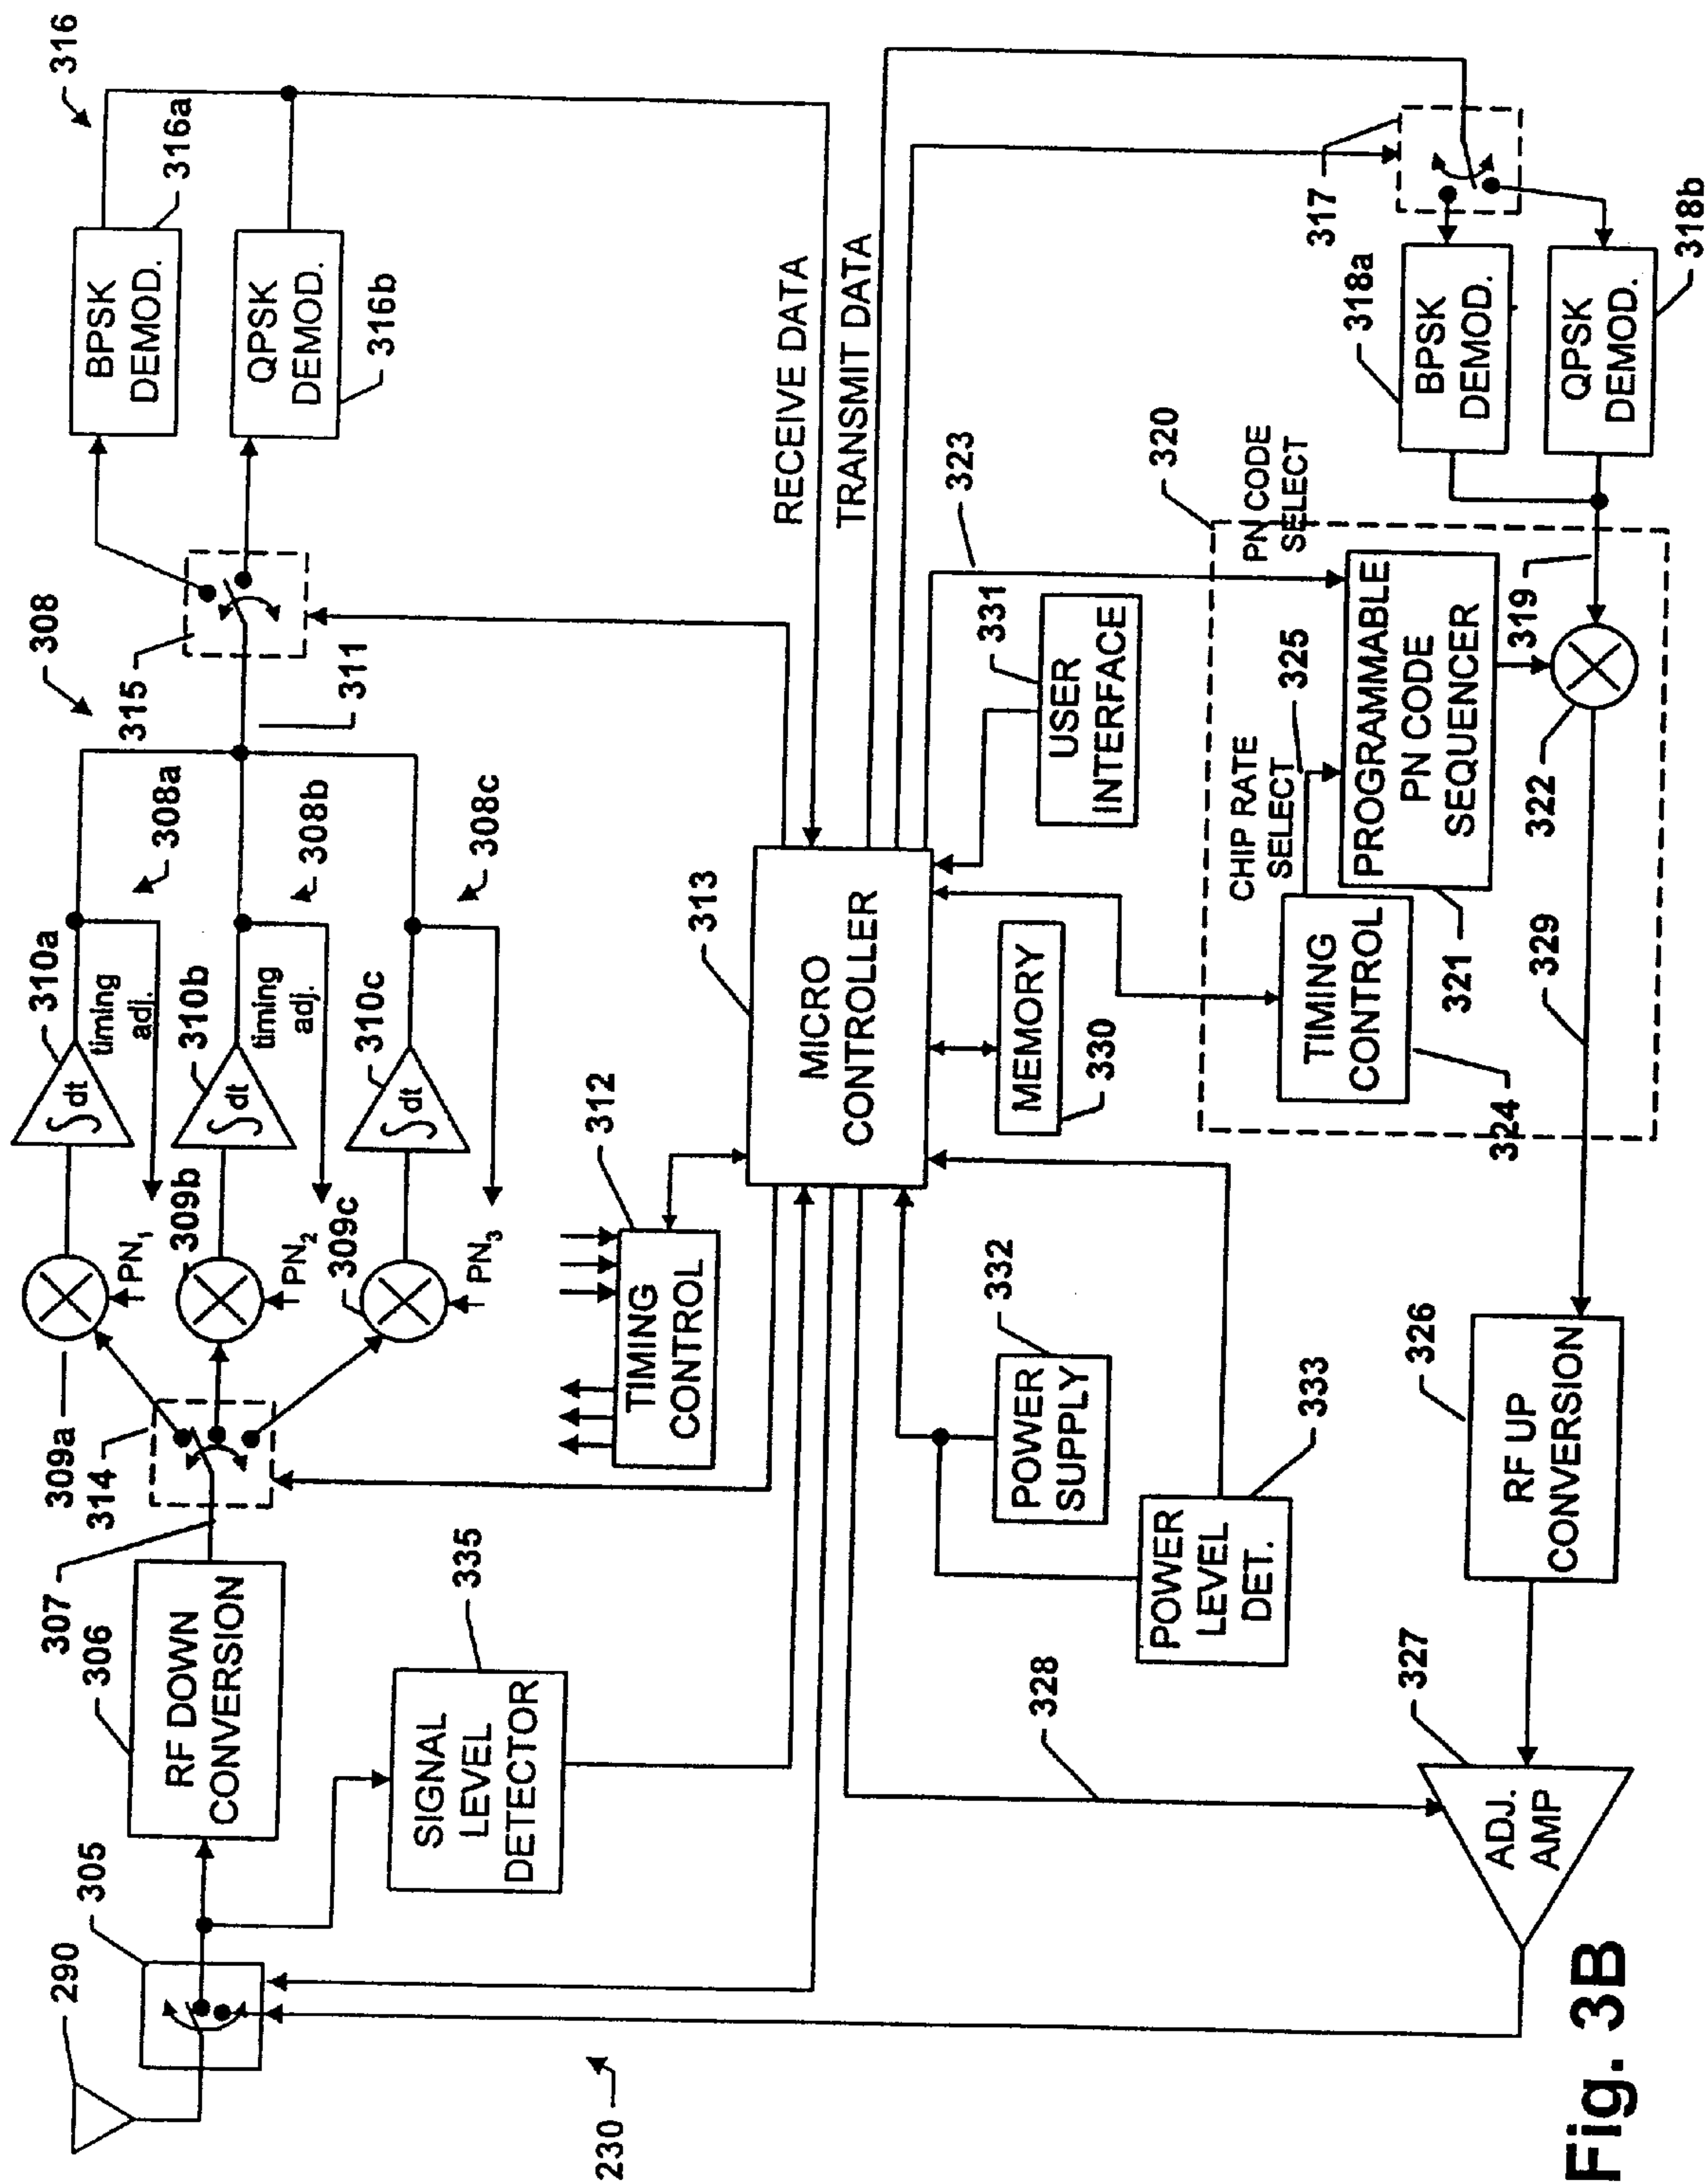 290
305
306
RF DOWN
CONVERSION
307
314
309a
309b
309c
PN1
PN2
PN3
∫dt
∫dt
∫dt
310a
310b
310c
timing
adj.
timing
adj.
308a
308b
308c
308
311
315
316
BPSK
DEMOD.
316a
QPSK
DEMOD.
316b
335
SIGNAL
LEVEL
DETECTOR
312
TIMING
CONTROL
313
MICRO
CONTROLLER
RECEIVE DATA
TRANSMIT DATA
230
328
332
POWER
SUPPLY
POWER
LEVEL
DET.
333
MEMORY
330
USER
INTERFACE
331
323
320
PN CODE
SELECT
CHIP RATE
SELECT
325
TIMING
CONTROL
324
PROGRAMMABLE
PN CODE
SEQUENCER
321
322
319
317
318a
BPSK
DEMOD.
QPSK
DEMOD.
318b
329
326
RF UP
CONVERSION
327
ADJ.
AMP
Fig. 3B